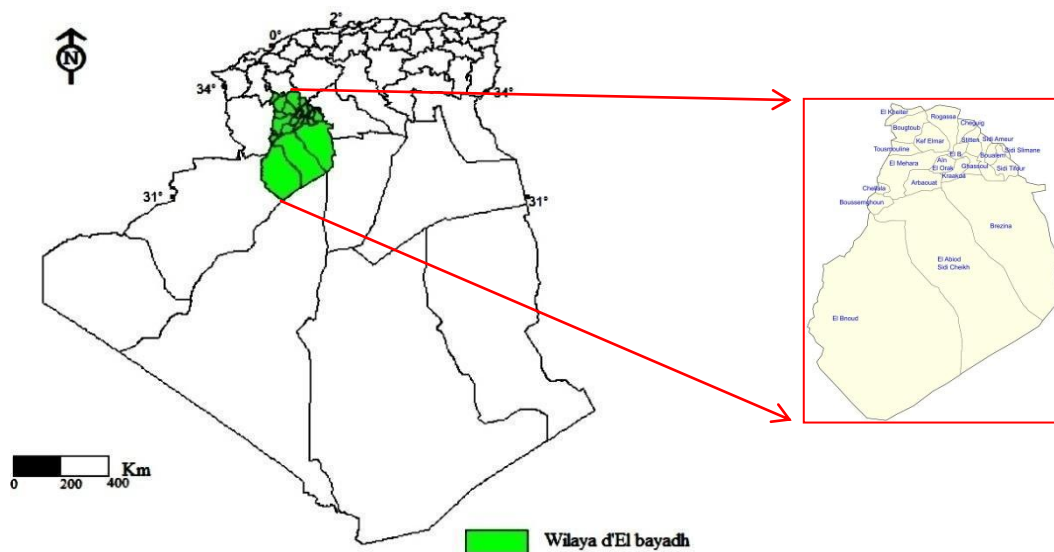 N
0°
2°
34°
34°
31°
31°
Km
0 200 400
Wilaya d'El bayadh
El Kheiter
Rogassa
Cheguig
Bougtoub
Kef Elmar
Stitten
Sidi Ameur
Tousmouline
El B
Boualem
Sidi Slimane
El Mehara
Ain
El Orak
Ghassoul
Sidi Tifour
Kraakda
Arbaouat
Chellala
Boussemghoun
Brezina
El Abiod
Sidi Cheikh
El Bnoud